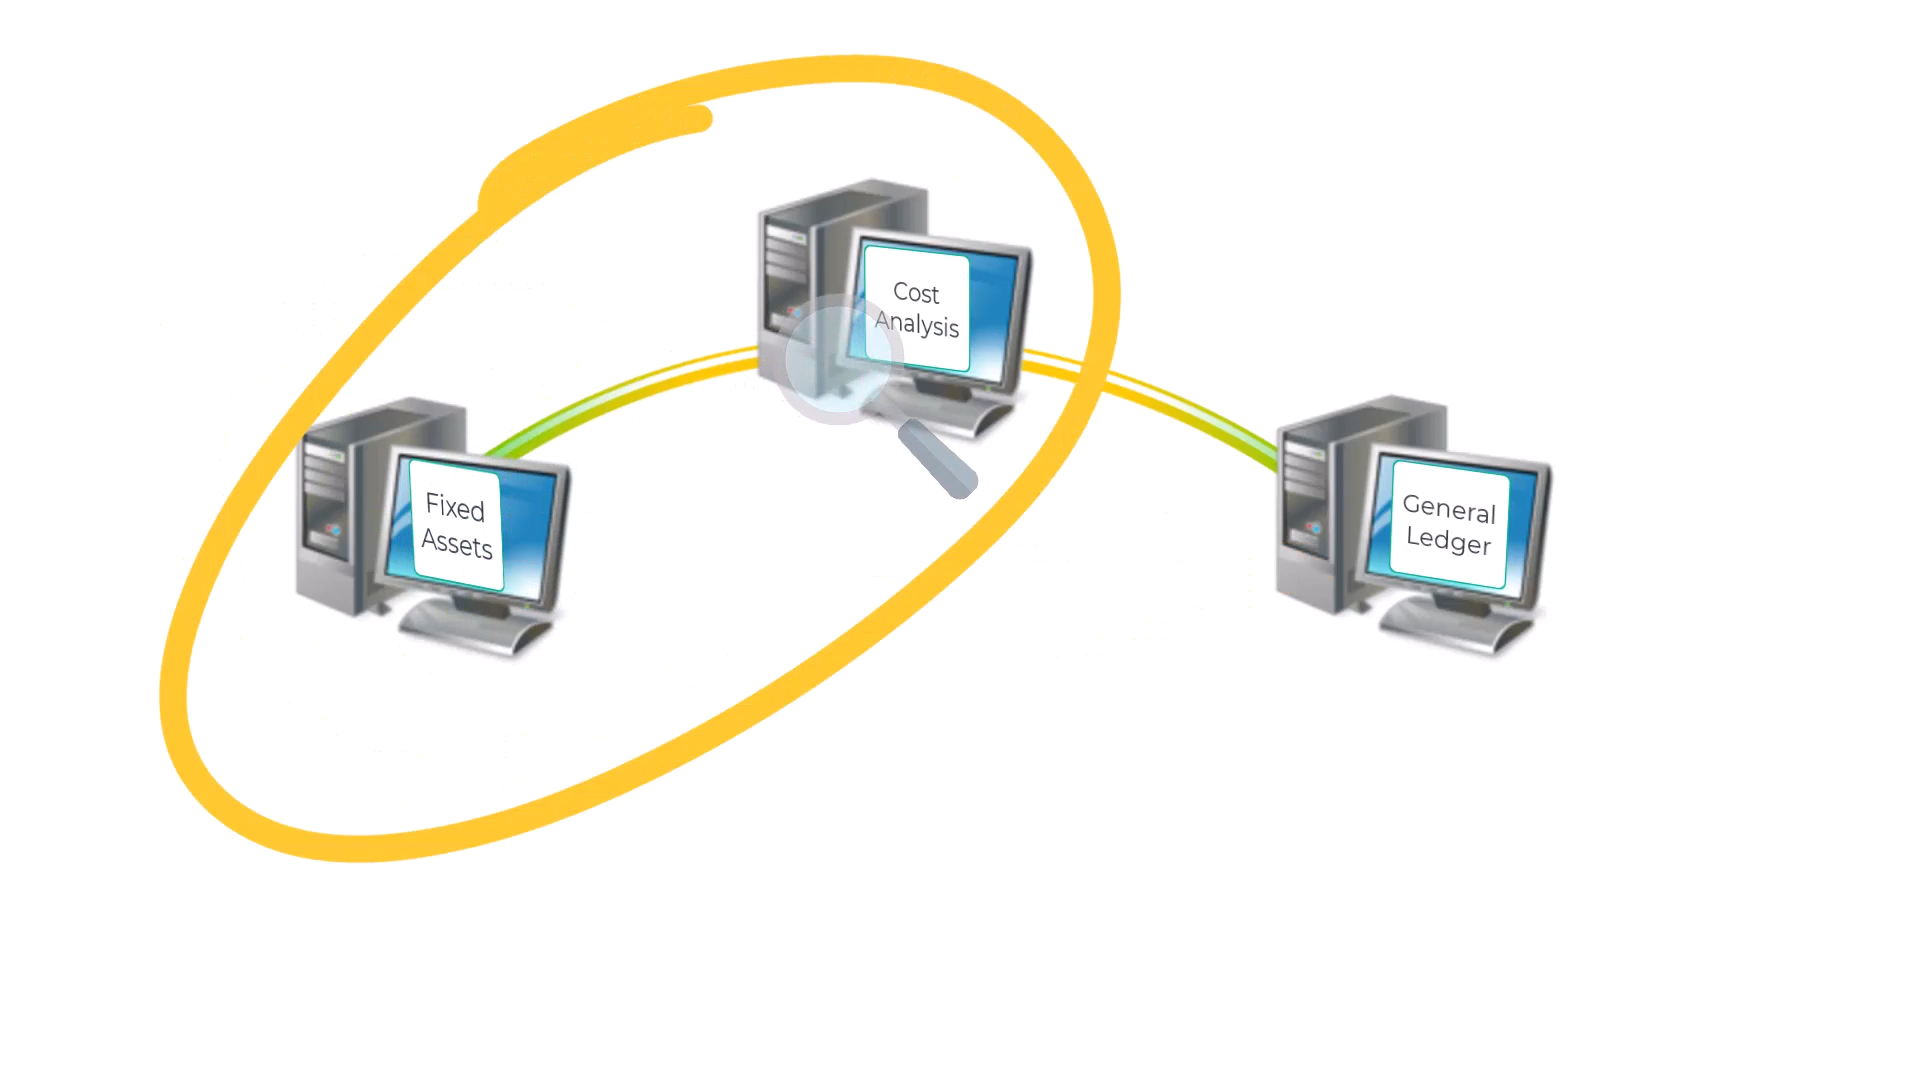 Cost
Analysis
Fixed
Assets
General
Ledger